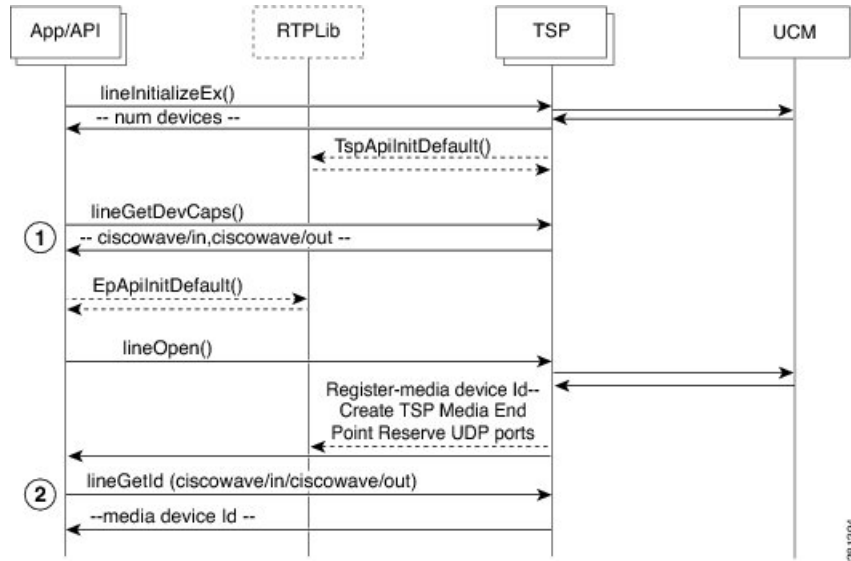 App/API RTPLib TSP UCM
lineInitializeEx()
-- num devices --
TspApiInitDefault()
lineGetDevCaps()
1
-- ciscowave/in,ciscowave/out --
EpApiInitDefault()
lineOpen()
Register-media device Id--
Create TSP Media End
Point Reserve UDP ports
lineGetId (ciscowave/in/ciscowave/out)
2
--media device Id --